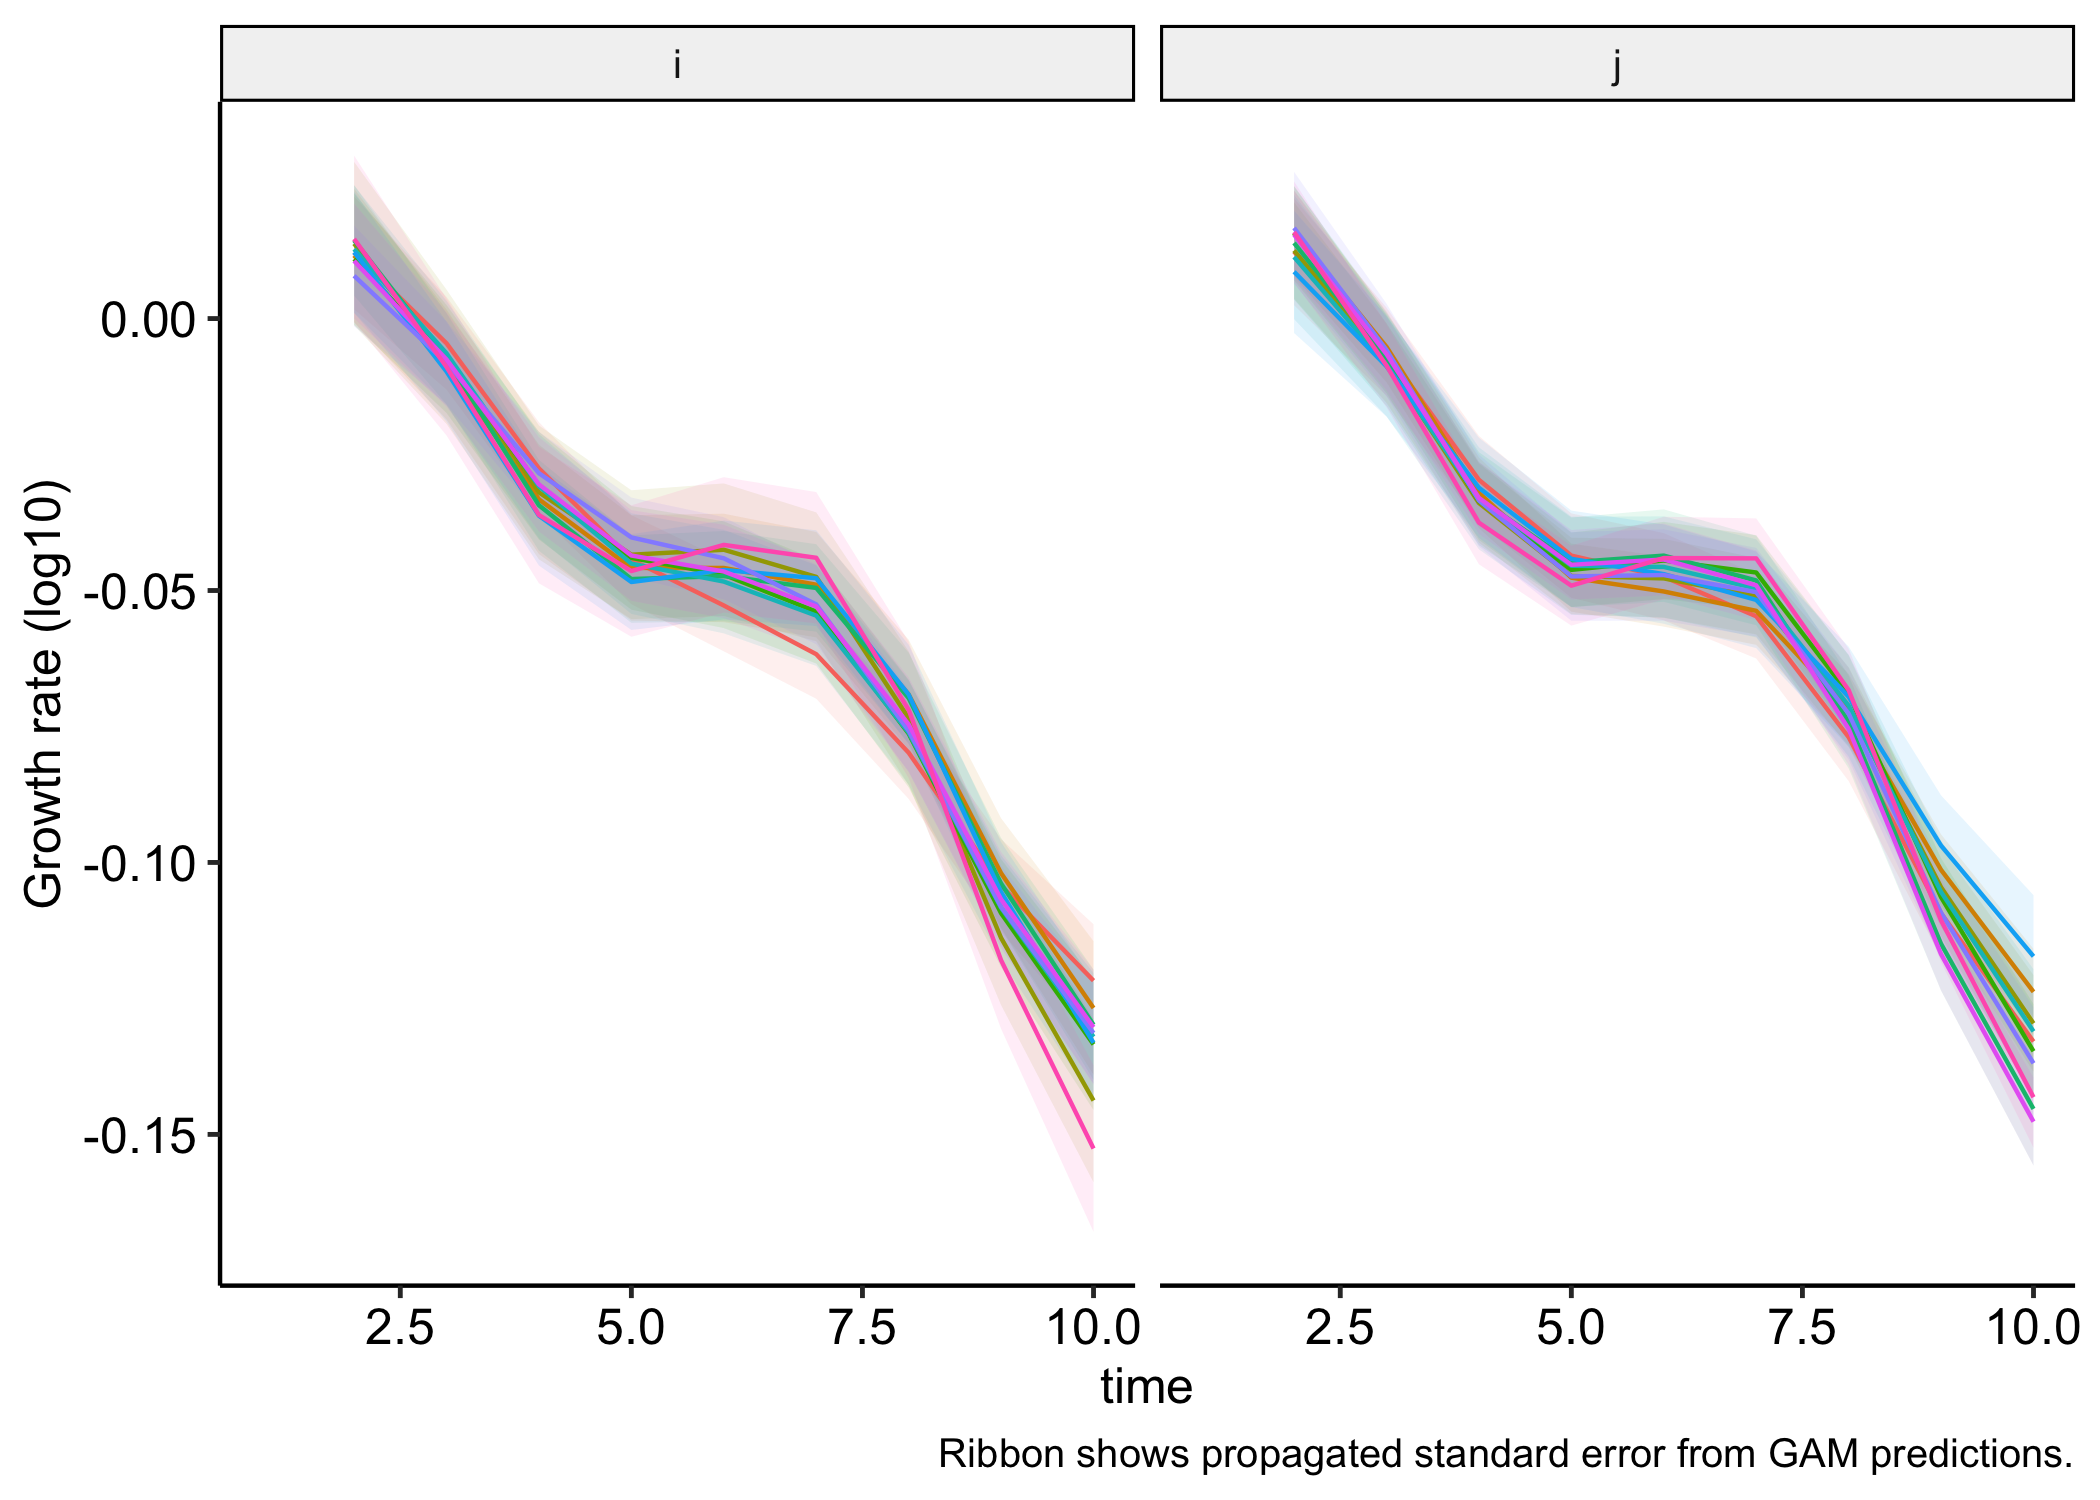 i
j
Growth rate (log10)
0.00
-0.05
-0.10
-0.15
2.5 5.0 7.5 10.0
2.5 5.0 7.5 10.0
time
Ribbon shows propagated standard error from GAM predictions.